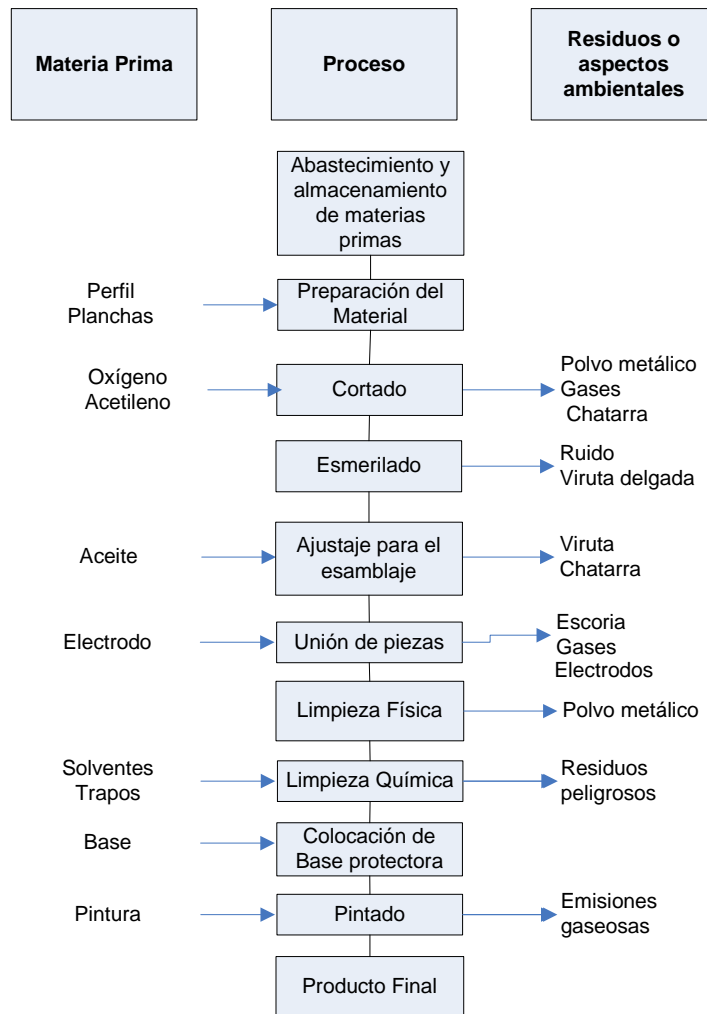 Materia Prima
Proceso
Residuos o
aspectos
ambientales
Abastecimiento y
almacenamiento
de materias
primas
Perfil
Planchas
Preparación del
Material
Oxígeno
Acetileno
Cortado
Polvo metálico
Gases
Chatarra
Esmerilado
Ruido
Viruta delgada
Aceite
Ajustaje para el
esamblaje
Viruta
Chatarra
Electrodo
Unión de piezas
Escoria
Gases
Electrodos
Limpieza Física
Polvo metálico
Solventes
Trapos
Limpieza Química
Residuos
peligrosos
Base
Colocación de
Base protectora
Pintura
Pintado
Emisiones
gaseosas
Producto Final